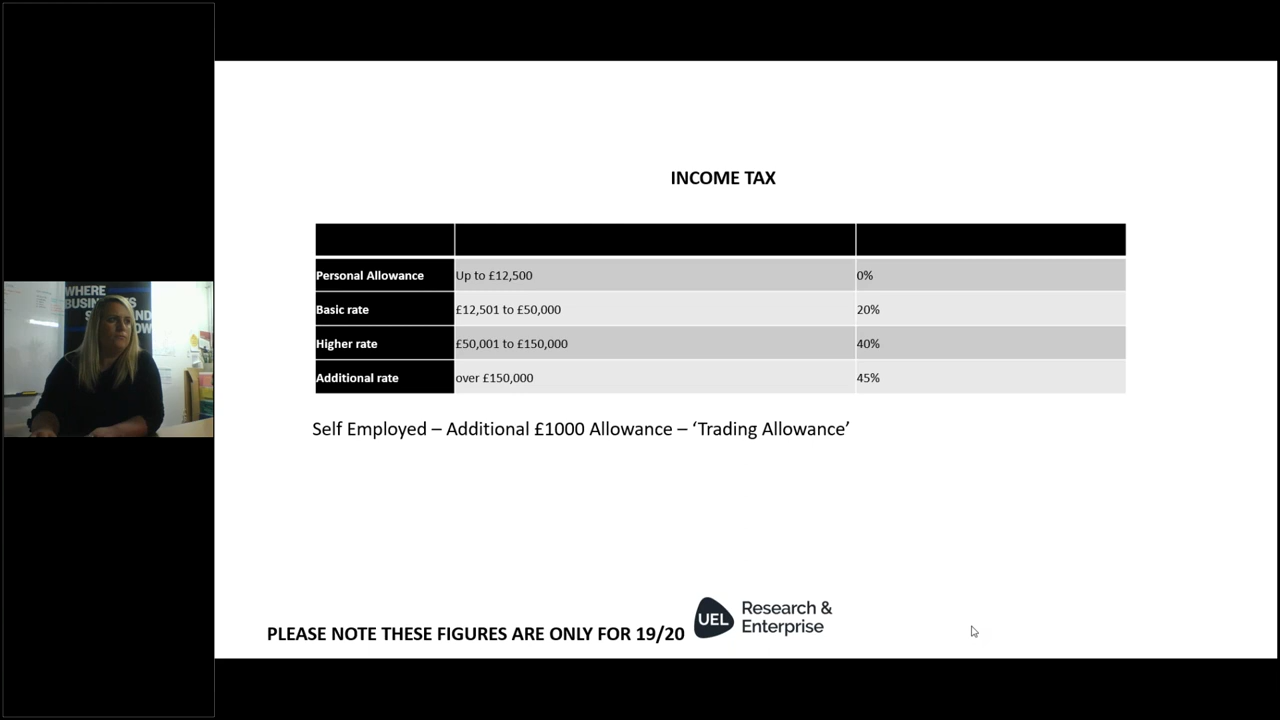 INCOME TAX
Personal Allowance Up to £12,500 0%
Basic rate £12,501 to £50,000 20%
Higher rate £50,001 to £150,000 40%
Additional rate over £150,000 45%
Self Employed – Additional £1000 Allowance – ‘Trading Allowance’
WHERE
PLEASE NOTE THESE FIGURES ARE ONLY FOR 19/20
UEL
Research &
Enterprise